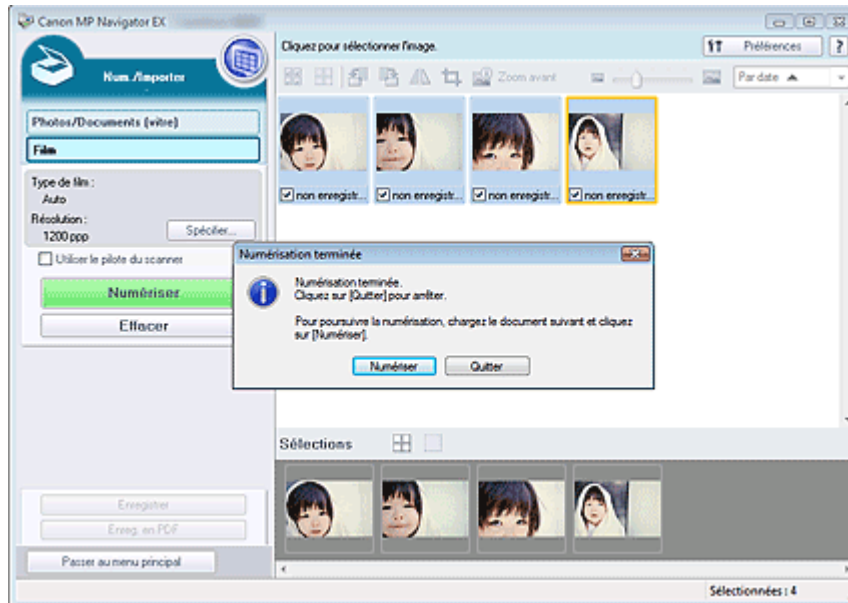 Canon MP Navigator EX
Num./Importer
Cliquez pour sélectionner l'image.
Préférences
?
Zoom avant
Par date
Photos/Documents (vitre)
Film
Type de film :
Auto
Résolution :
1200 ppp
Spécifier...
Utiliser le pilote du scanner
Numériser
Effacer
non enregistr...
non enregistr...
non enregistr...
non enregistr...
Numérisation terminée
Numérisation terminée.
Cliquez sur [Quitter] pour arrêter.
Pour poursuivre la numérisation, chargez le document suivant et cliquez
sur [Numériser].
Numériser
Quitter
Sélections
Enregistrer
Enreg. en PDF
Passer au menu principal
Sélectionnées : 4